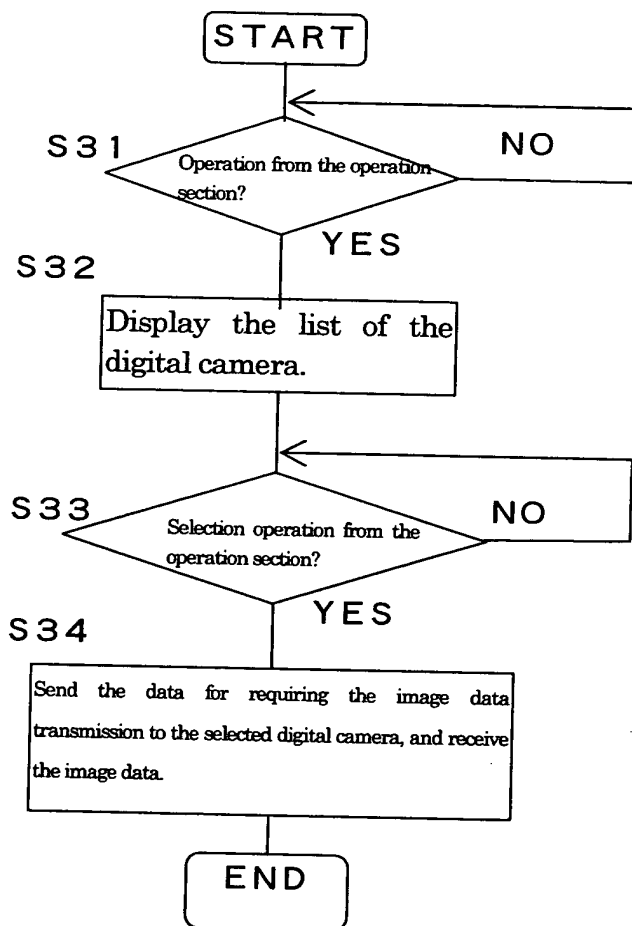 START
S31
Operation from the operation
section?
NO
YES
S32
Display the list of the
digital camera.
S33
Selection operation from the
operation section?
NO
YES
S34
Send the data for requiring the image data
transmission to the selected digital camera, and receive
the image data.
END